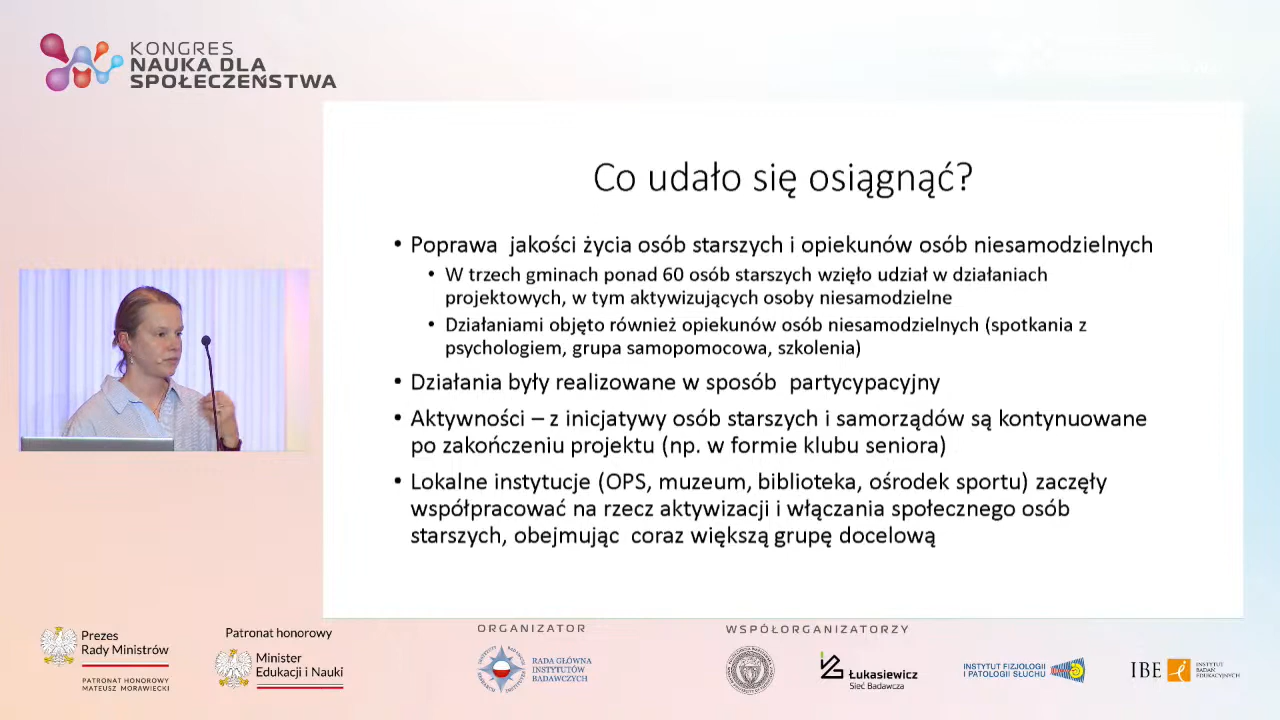 KONGRES
NAUKA DLA
SPOŁECZEŃSTWA
Co udało się osiągnąć?
• Poprawa jakości życia osób starszych i opiekunów osób niesamodzielnych
• W trzech gminach ponad 60 osób starszych wzięło udział w działaniach
projektowych, w tym aktywizujących osoby niesamodzielne
• Działaniami objęto również opiekunów osób niesamodzielnych (spotkania z
psychologiem, grupa samopomocowa, szkolenia)
• Działania były realizowane w sposób partycypacyjny
• Aktywności – z inicjatywy osób starszych i samorządów są kontynuowane
po zakończeniu projektu (np. w formie klubu seniora)
• Lokalne instytucje (OPS, muzeum, biblioteka, ośrodek sportu) zaczęły
współpracować na rzecz aktywizacji i włączania społecznego osób
starszych, obejmując coraz większą grupę docelową
Prezes
Rady Ministrów
PATRONAT HONOROWY
MATEUSZ MORAWIECKI
Patronat honorowy
Minister
Edukacji i Nauki
ORGANIZATOR
RADA GŁÓWNA
INSTYTUTÓW
BADAWCZYCH
WSPÓŁORGANIZATORZY
Łukasiewicz
Sieć Badawcza
INSTYTUT FIZJOLOGII
I PATOLOGII SŁUCHU
IBE
INSTYTUT
BADAŃ
EDUKACYJNYCH